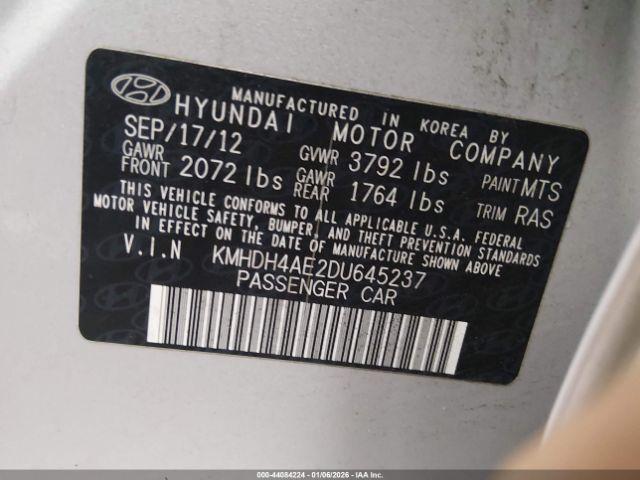 MANUFACTURED IN KOREA BY
HYUNDAI MOTOR COMPANY
SEP/17/12 GVWR 3792 lbs PAINT MTS
GAWR FRONT 2072 lbs GAWR REAR 1764 lbs TRIM RAS
THIS VEHICLE CONFORMS TO ALL APPLICABLE U.S.A FEDERAL
MOTOR VEHICLE SAFETY, BUMPER, AND THEFT PREVENTION STANDARDS
IN EFFECT ON THE DATE OF MANUFACTURE SHOWN ABOVE.
V.I.N KMHDH4AE2DU645237
PASSENGER CAR
000-44084224 - 01/06/2026 - IAA Inc.